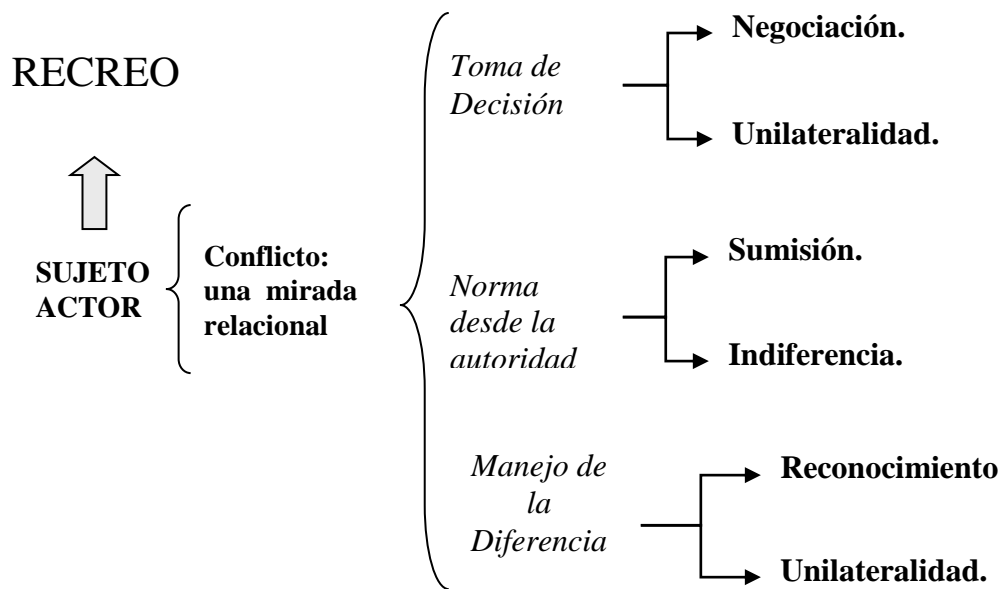 RECREO
SUJETO
ACTOR
Conflicto:
una mirada
relacional
Toma de
Decisión
Negociación.
Unilateralidad.
Norma
desde la
autoridad
Sumisión.
Indiferencia.
Manejo de
la
Diferencia
Reconocimiento
Unilateralidad.